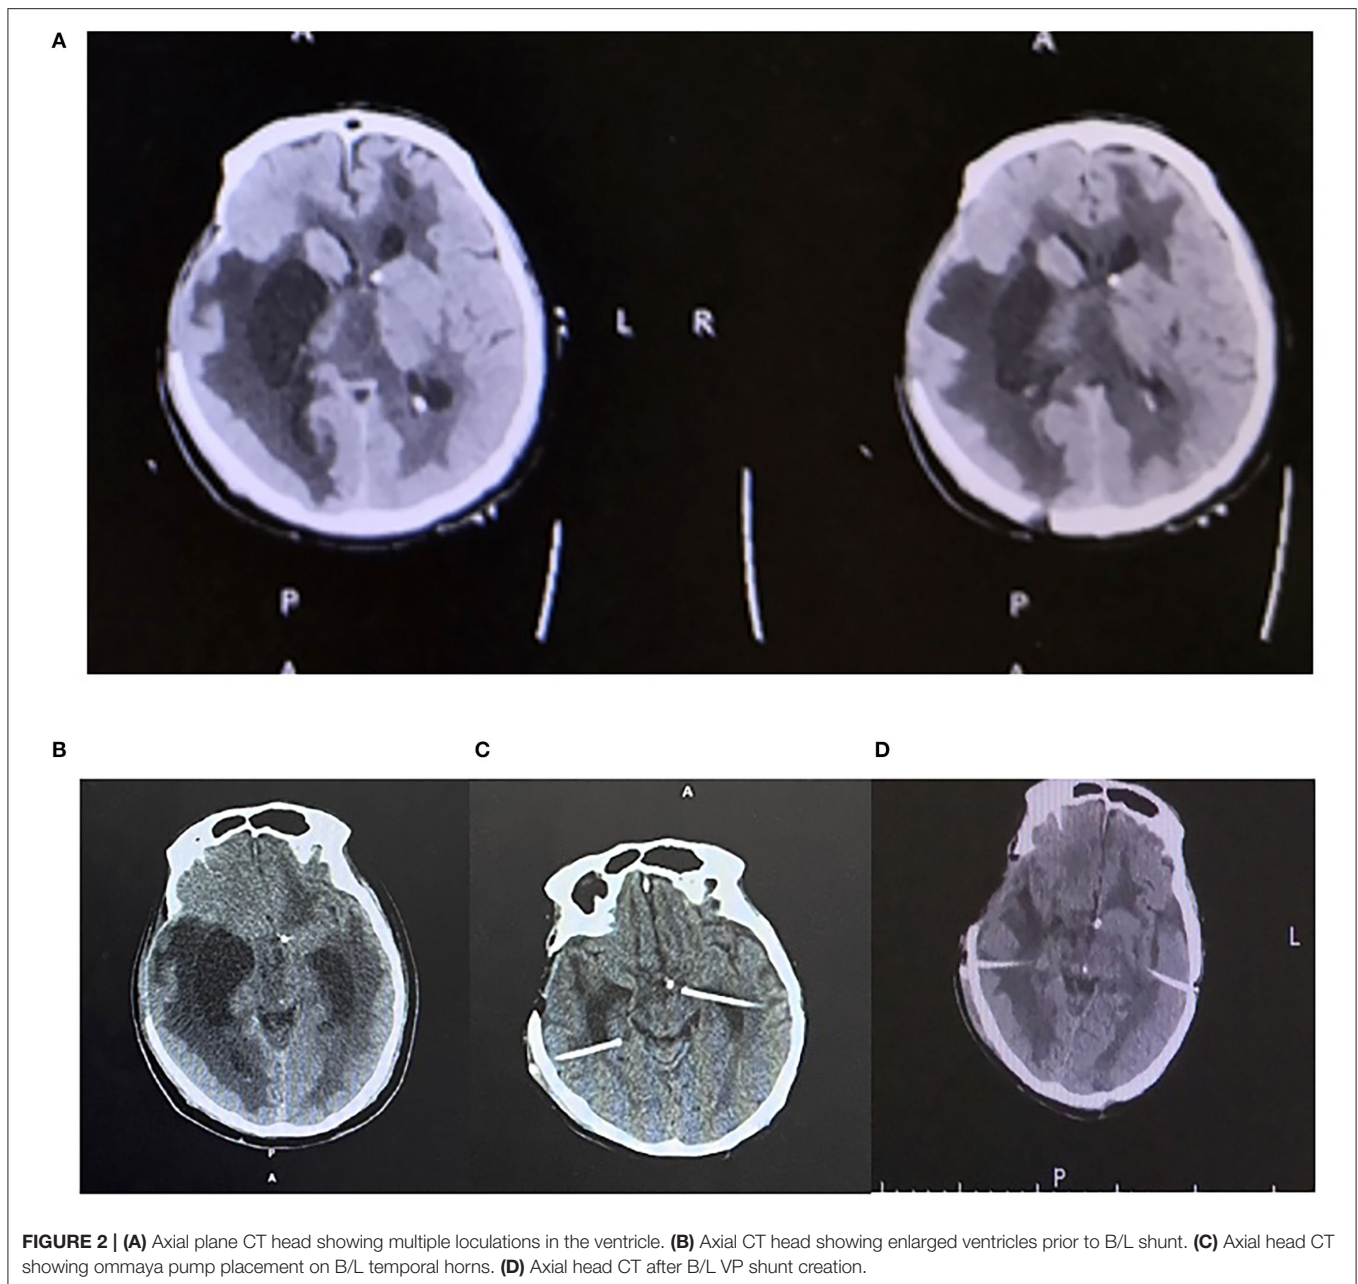 A
A
A
L
R
P
P
A
A
B
C
D
A
L
P
A
P
FIGURE 2 | (A) Axial plane CT head showing multiple loculations in the ventricle. (B) Axial CT head showing enlarged ventricles prior to B/L shunt. (C) Axial head CT
showing ommaya pump placement on B/L temporal horns. (D) Axial head CT after B/L VP shunt creation.